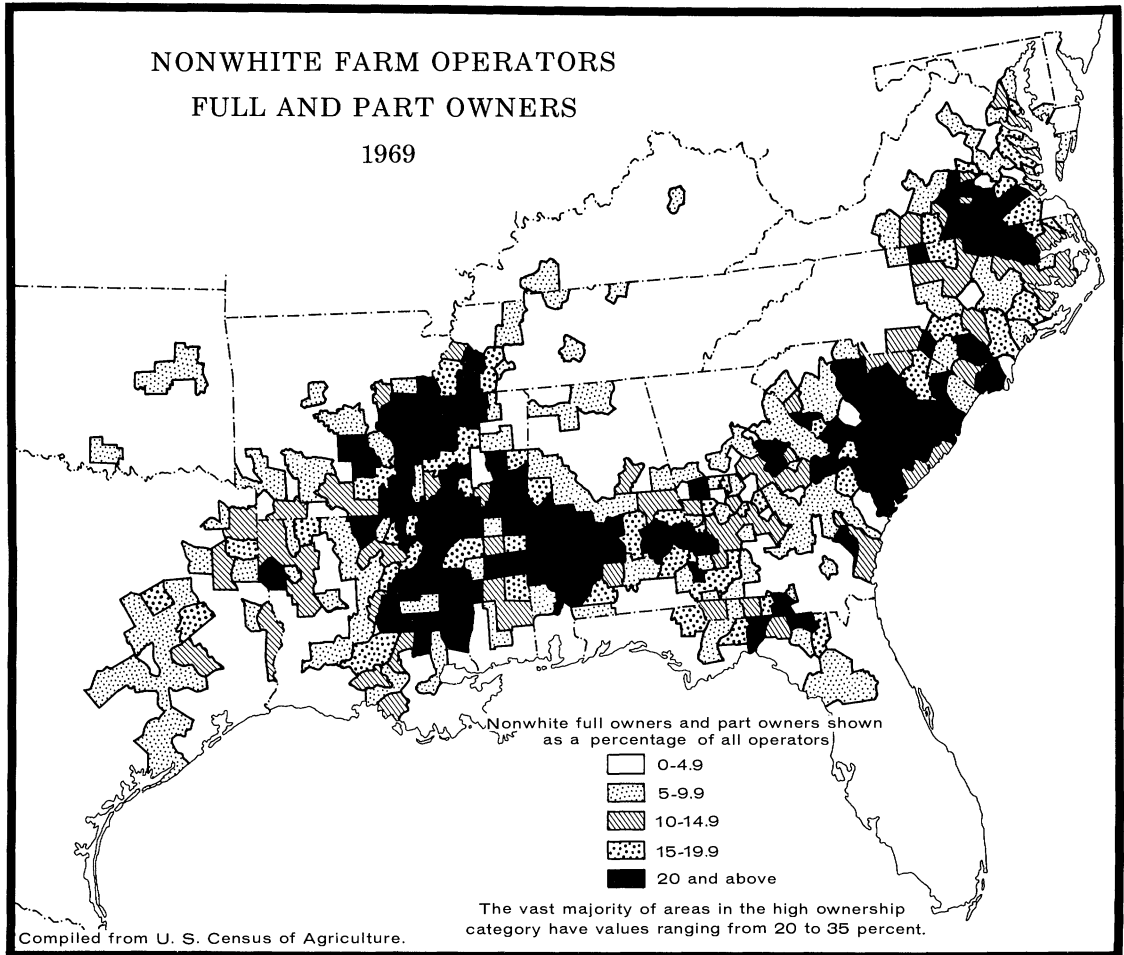 NONWHITE FARM OPERATORS
FULL AND PART OWNERS
1969
Nonwhite full owners and part owners shown
as a percentage of all operators
0-4.9
5-9.9
10-14.9
15-19.9
20 and above
The vast majority of areas in the high ownership
category have values ranging from 20 to 35 percent.
Compiled from U. S. Census of Agriculture.